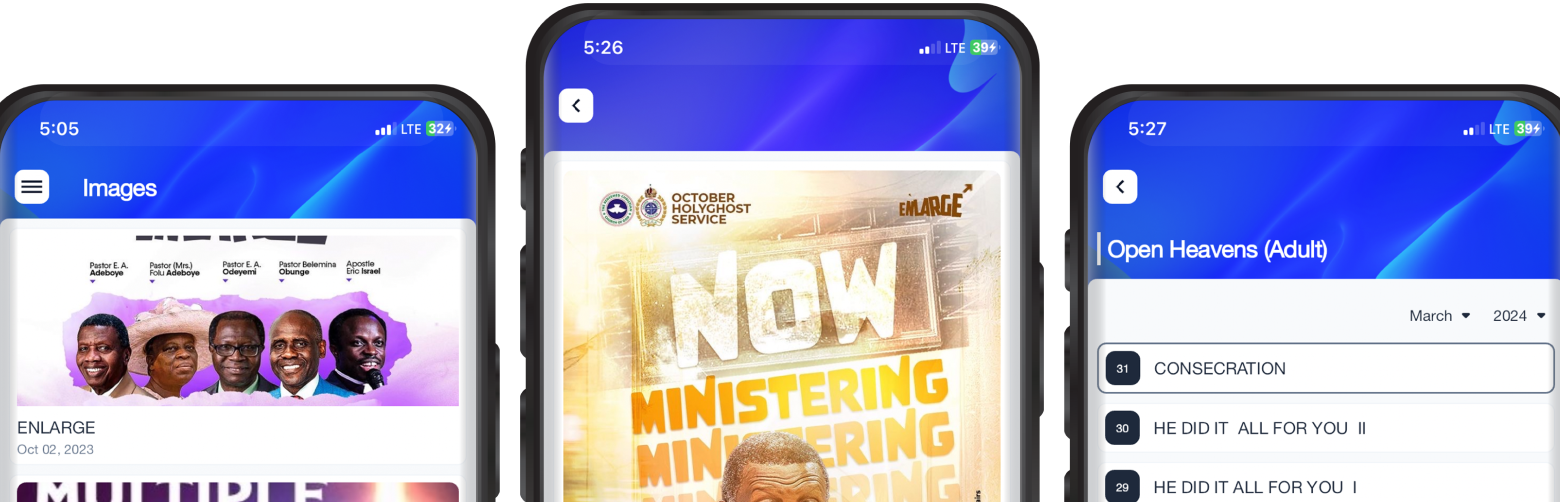 5:05
LTE 32
Images
Pastor E. A.
Adeboye
Pastor (Mrs.)
Folu Adeboye
Pastor E. A.
Odeyemi
Pastor Belemina
Obunge
Apostle
Eric Israel
ENLARGE
Oct 02, 2023
MULTIPLE
5:26
LTE 39
OCTOBER
HOLYGHOST
SERVICE
ENLARGE
NOW
MINISTERING
5:27
LTE 39
Open Heavens (Adult)
March 2024
31 CONSECRATION
30 HE DID IT ALL FOR YOU II
29 HE DID IT ALL FOR YOU I